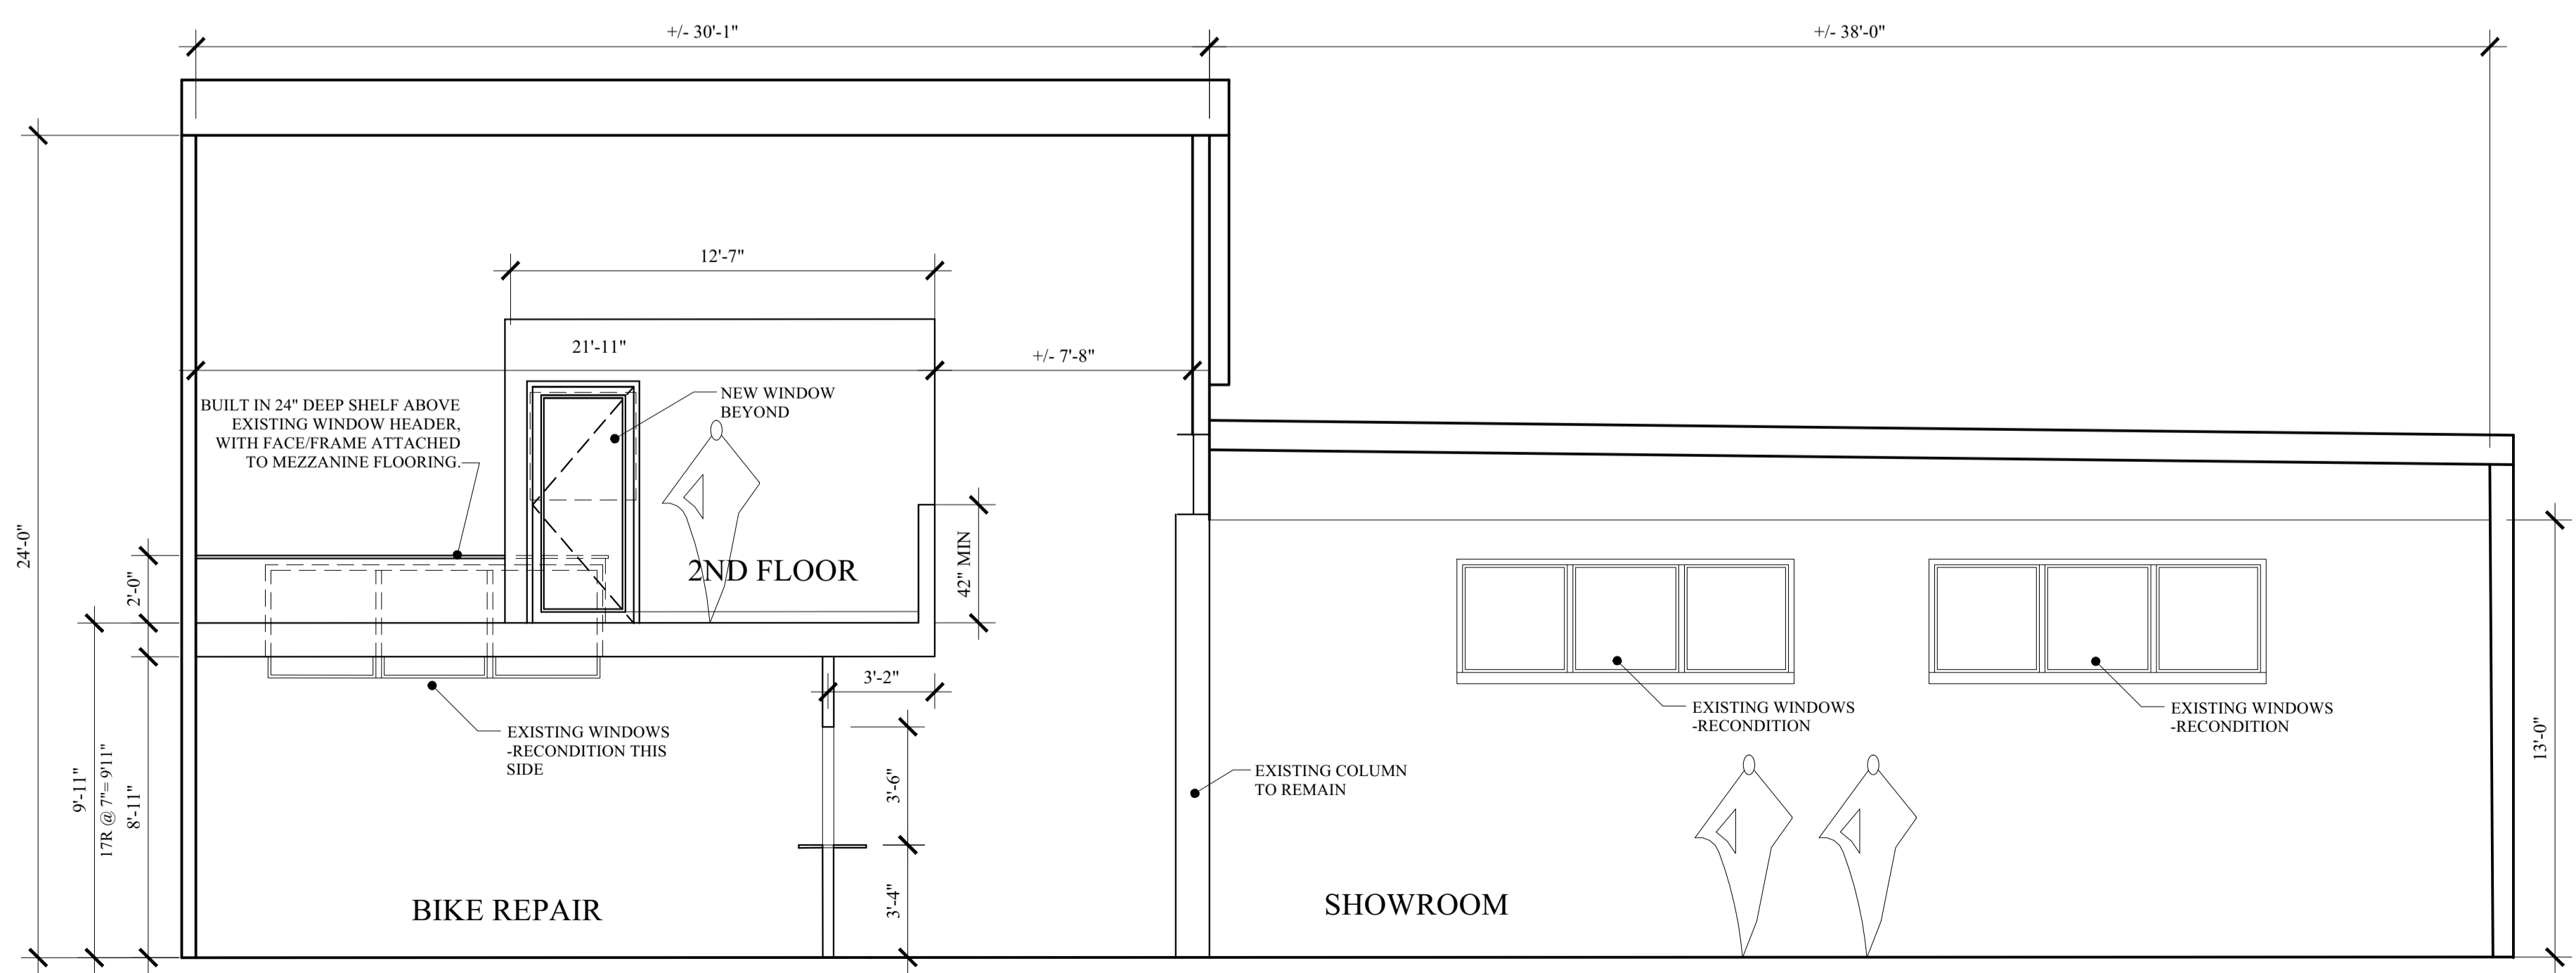 +/- 30'-1"
+/- 38'-0"
12'-7"
21'-11"
+/- 7'-8"
BUILT IN 24" DEEP SHELF ABOVE
EXISTING WINDOW HEADER,
WITH FACE/FRAME ATTACHED
TO MEZZANINE FLOORING.
NEW WINDOW
BEYOND
24'-0"
2'-0"
2ND FLOOR
42" MIN
9'-11"
17R @ 7"= 9'11"
8'-11"
3'-2"
EXISTING WINDOWS
-RECONDITION THIS
SIDE
3'-6"
3'-4"
BIKE REPAIR
EXISTING COLUMN
TO REMAIN
EXISTING WINDOWS
-RECONDITION
EXISTING WINDOWS
-RECONDITION
SHOWROOM
13'-0"